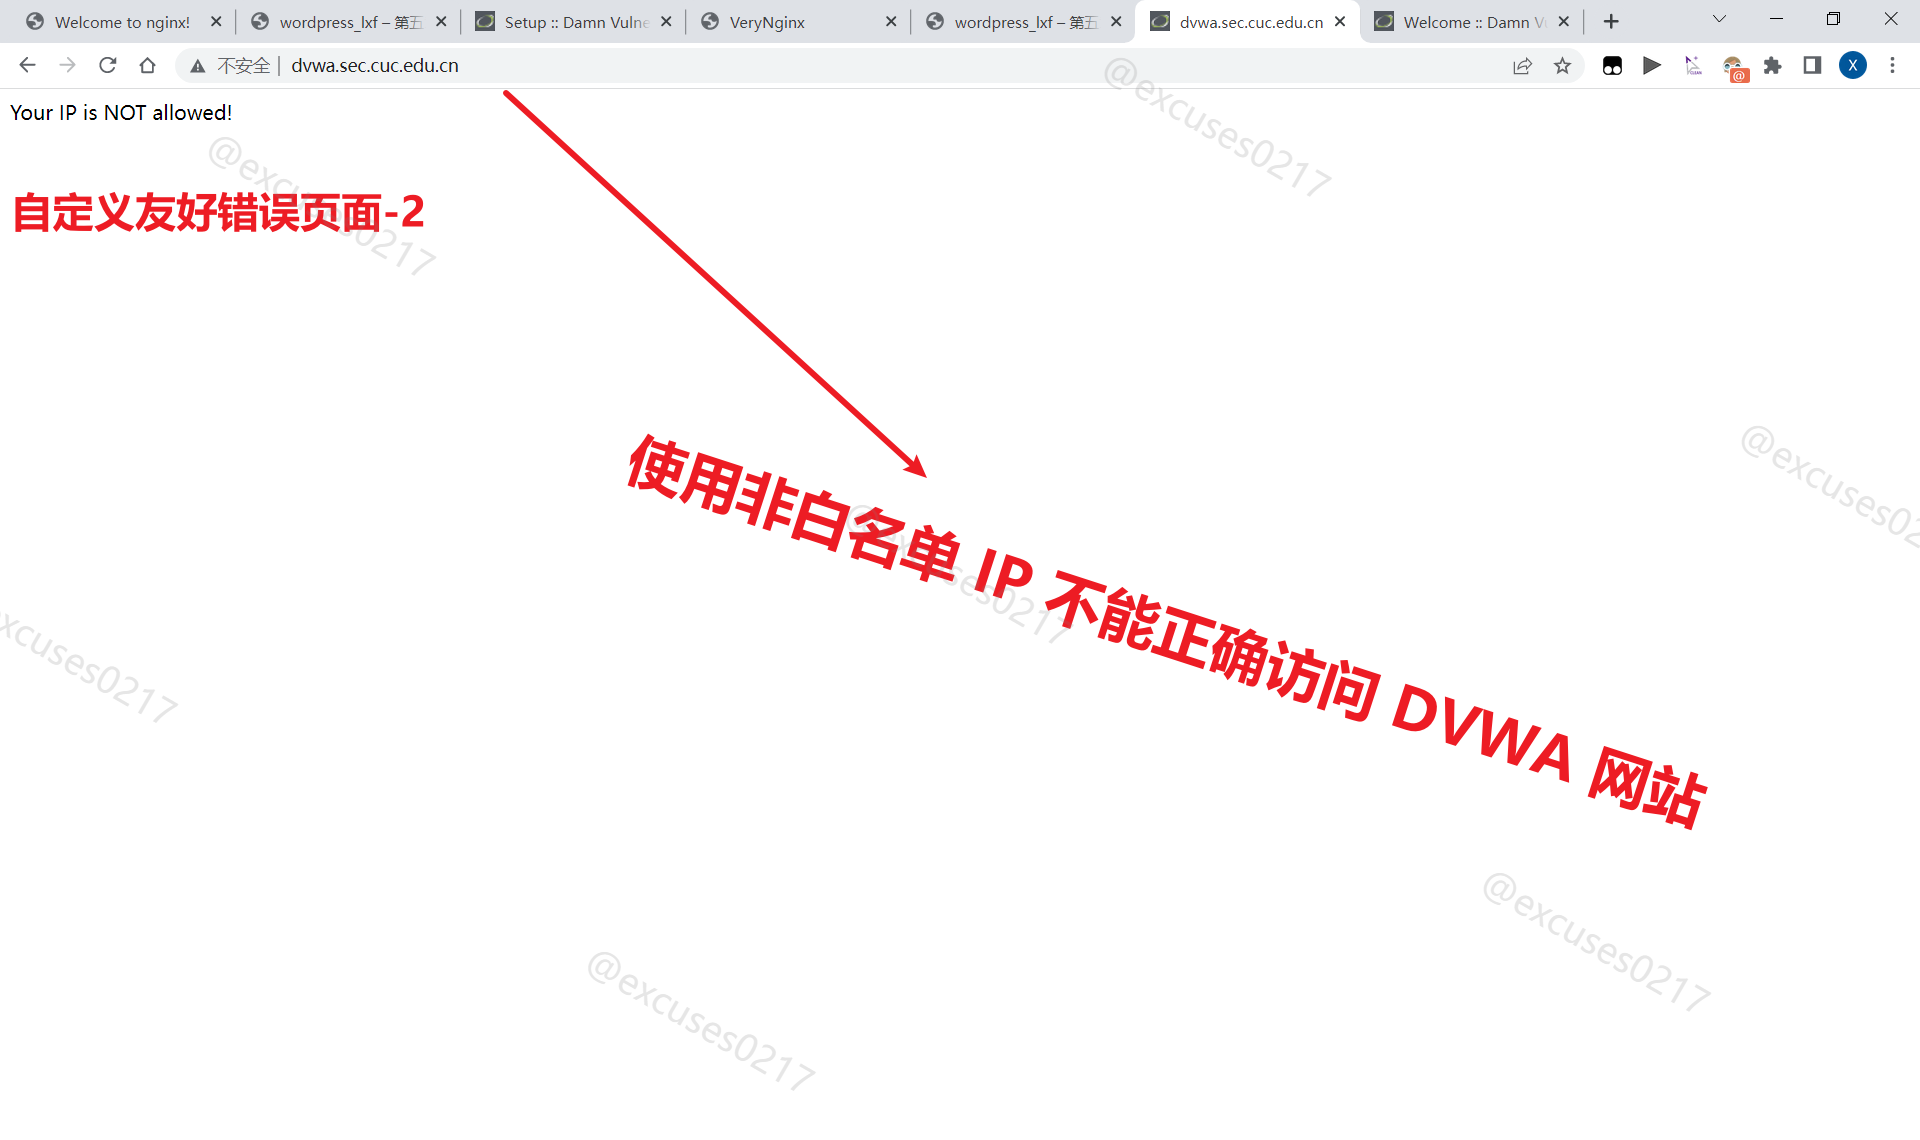 Welcome to nginx!
wordpress_lxf – 第五
Setup :: Damn Vulne
VeryNginx
wordpress_lxf – 第五
dvwa.sec.cuc.edu.cn
Welcome :: Damn Vu
不安全
dvwa.sec.cuc.edu.cn
CLEAN
@
X
Your IP is NOT allowed!
自定义友好错误页面-2
使用非白名单 IP 不能正确访问 DVWA 网站
@excuses0217
@excuses0217
@excuses02
@excuses0217
xcuses0217
@excuses0217
@excuses0217